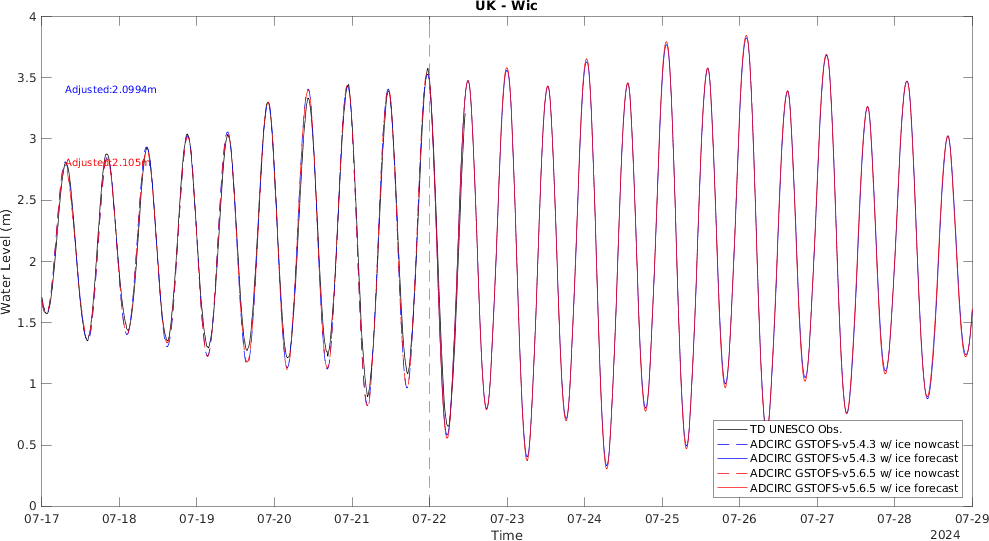 UK - Wic
4
3.5
3
2.5
2
1.5
1
0.5
0
Water Level (m)
Adjusted:2.0994m
Adjusted:2.105m
TD UNESCO Obs.
ADCIRC GSTOFS-v5.4.3 w/ ice nowcast
ADCIRC GSTOFS-v5.4.3 w/ ice forecast
ADCIRC GSTOFS-v5.6.5 w/ ice nowcast
ADCIRC GSTOFS-v5.6.5 w/ ice forecast
07-17 07-18 07-19 07-20 07-21 07-22 07-23 07-24 07-25 07-26 07-27 07-28 07-29
Time
2024